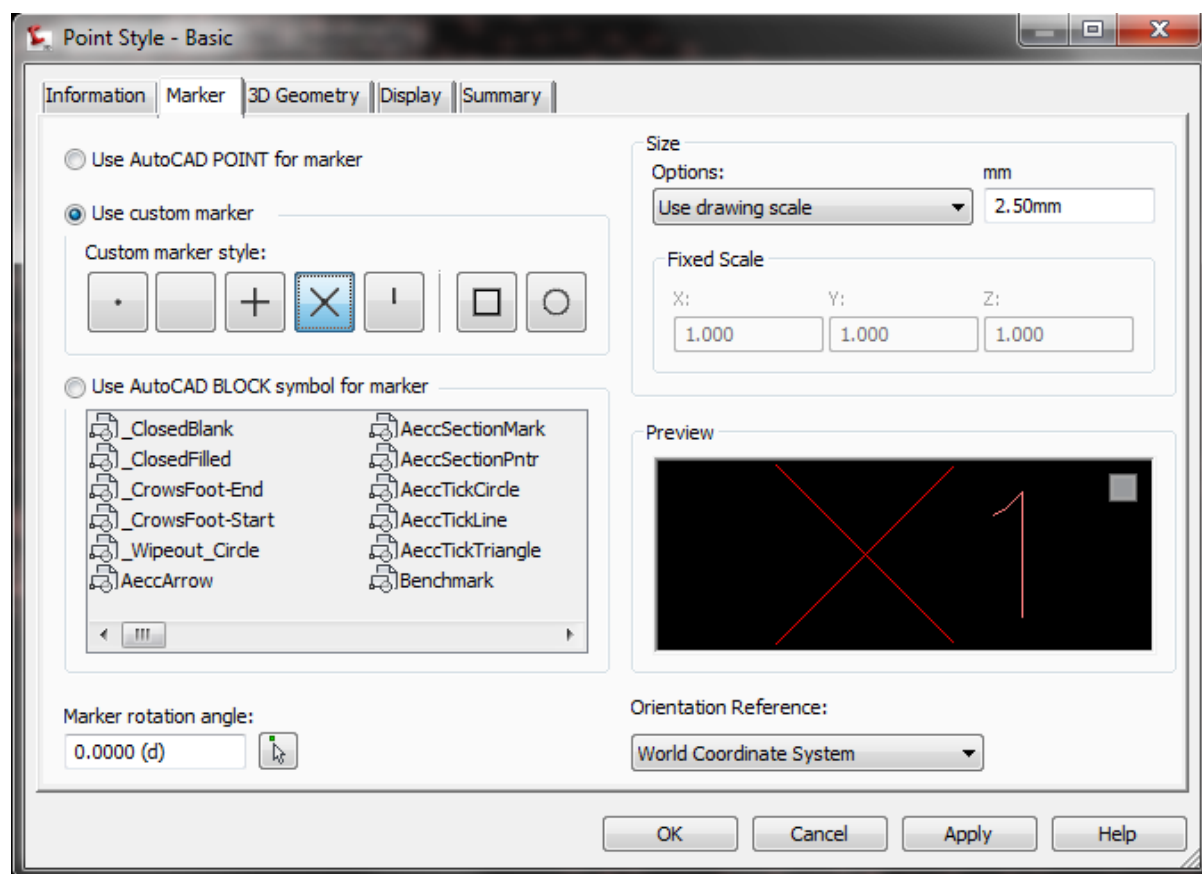 Point Style - Basic
Information Marker 3D Geometry Display Summary
Use AutoCAD POINT for marker
Use custom marker
Custom marker style:
Use AutoCAD BLOCK symbol for marker
_ClosedBlank
_ClosedFilled
_CrowsFoot-End
_CrowsFoot-Start
_Wipeout_Circle
AeccArrow
AeccSectionMark
AeccSectionPntr
AeccTickCircle
AeccTickLine
AeccTickTriangle
Benchmark
Marker rotation angle:
0.0000 (d)
Size
Options: mm
Use drawing scale 2.50mm
Fixed Scale
X: Y: Z:
1.000 1.000 1.000
Preview
1
Orientation Reference:
World Coordinate System
OK Cancel Apply Help